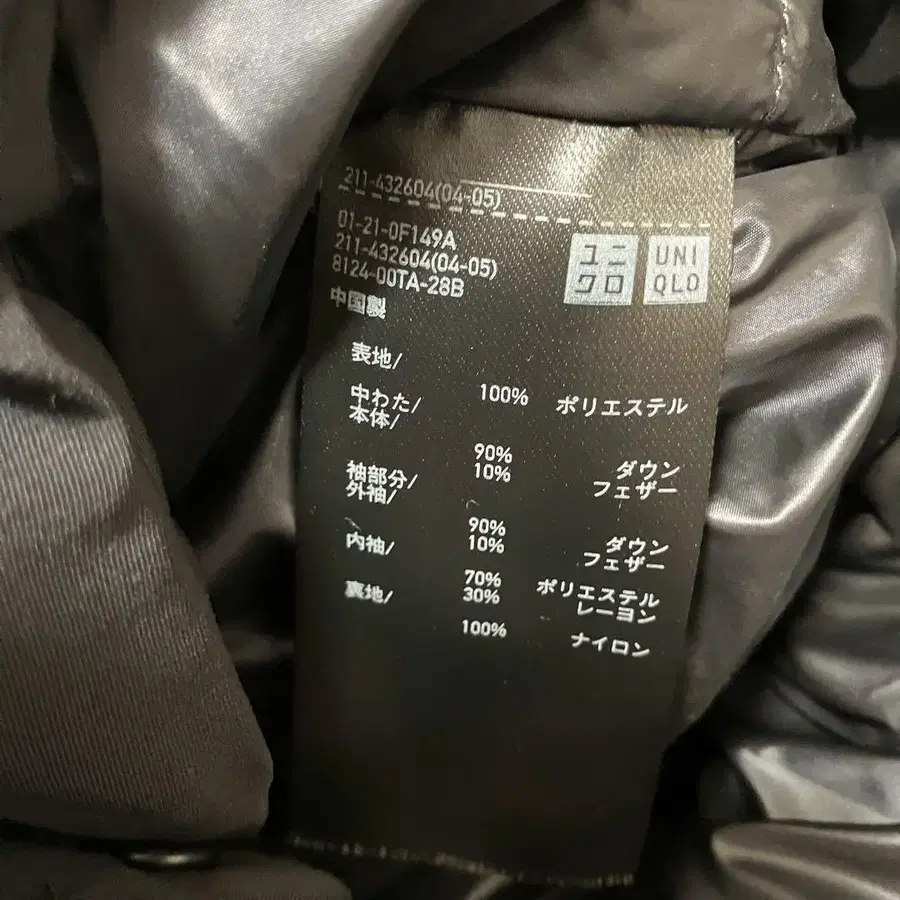 211-432604(04-05)
01-21-0F149A
211-432604(04-05)
8124-00TA-28B
中国製
ユニ
クロ
UNI
QLO
表地/
100% ポリエステル
中わた/
本体/
90% ダウン
10% フェザー
袖部分/
外袖/
90% ダウン
10% フェザー
内袖/
70% ポリエステル
30% レーヨン
裏地/
100% ナイロン